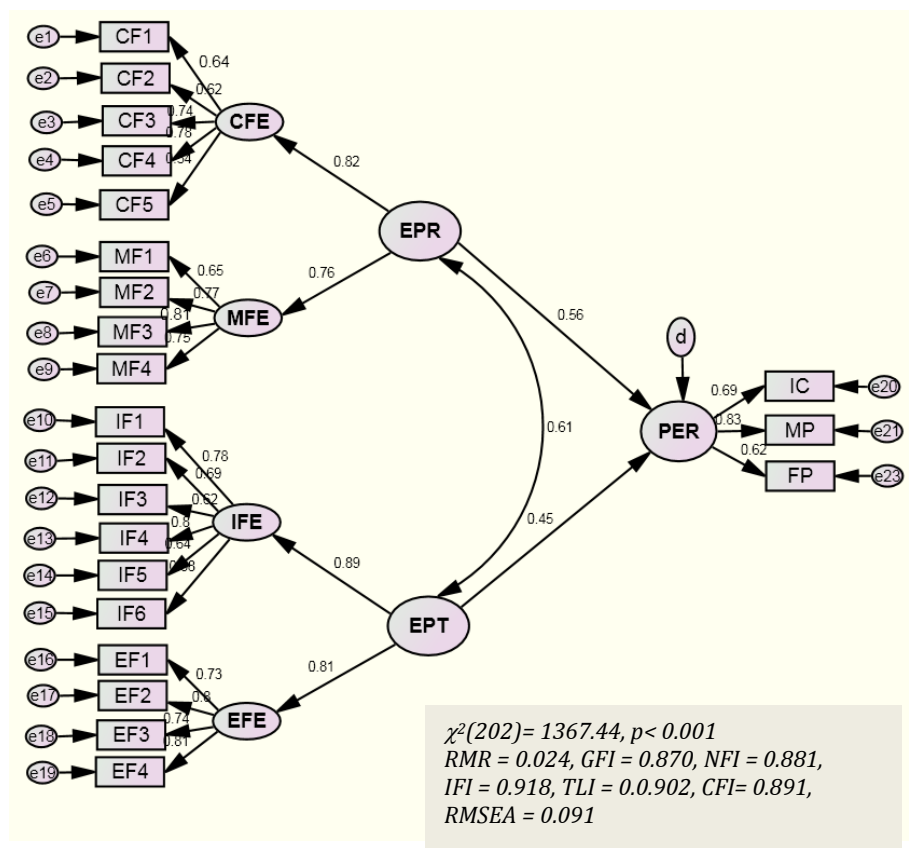 e1 CF1
0.64
e2 CF2
0.62
e3 CF3
0.74
CFE
e4 CF4
0.78
0.82
e5 CF5
EPR
e6 MF1
0.65
0.76
e7 MF2
0.77
e8 MF3
0.81
MFE
0.56
e9 MF4
0.75
d
IC
0.69
e20
PER
0.83
MP
e21
0.62
FP
e23
0.61
e10 IF1
0.78
e11 IF2
0.69
e12 IF3
0.62
IFE
0.45
e13 IF4
0.8
e14 IF5
0.64
e15 IF6
0.89
EPT
e16 EF1
0.73
0.81
e17 EF2
0.8
e18 EF3
0.74
EFE
e19 EF4
0.81
χ²(202)= 1367.44, p< 0.001
RMR = 0.024, GFI = 0.870, NFI = 0.881,
IFI = 0.918, TLI = 0.0.902, CFI= 0.891,
RMSEA = 0.091